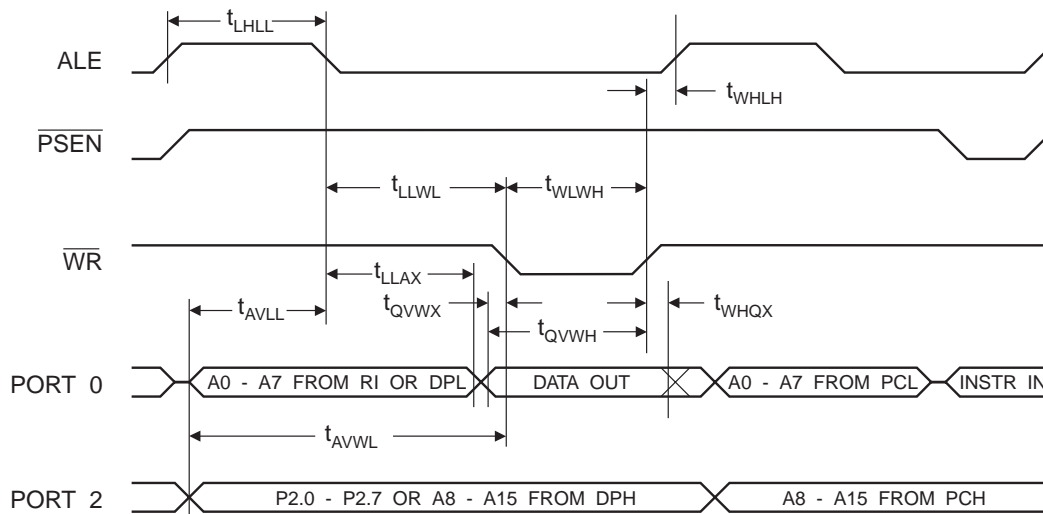 tLHLL
ALE
tWHLH
PSEN
tLLWL
tWLWH
WR
tLLAX
tAVLL
tQVWX
tWHQX
tQVWH
PORT 0
A0 - A7 FROM RI OR DPL
DATA OUT
A0 - A7 FROM PCL
INSTR IN
tAVWL
PORT 2
P2.0 - P2.7 OR A8 - A15 FROM DPH
A8 - A15 FROM PCH